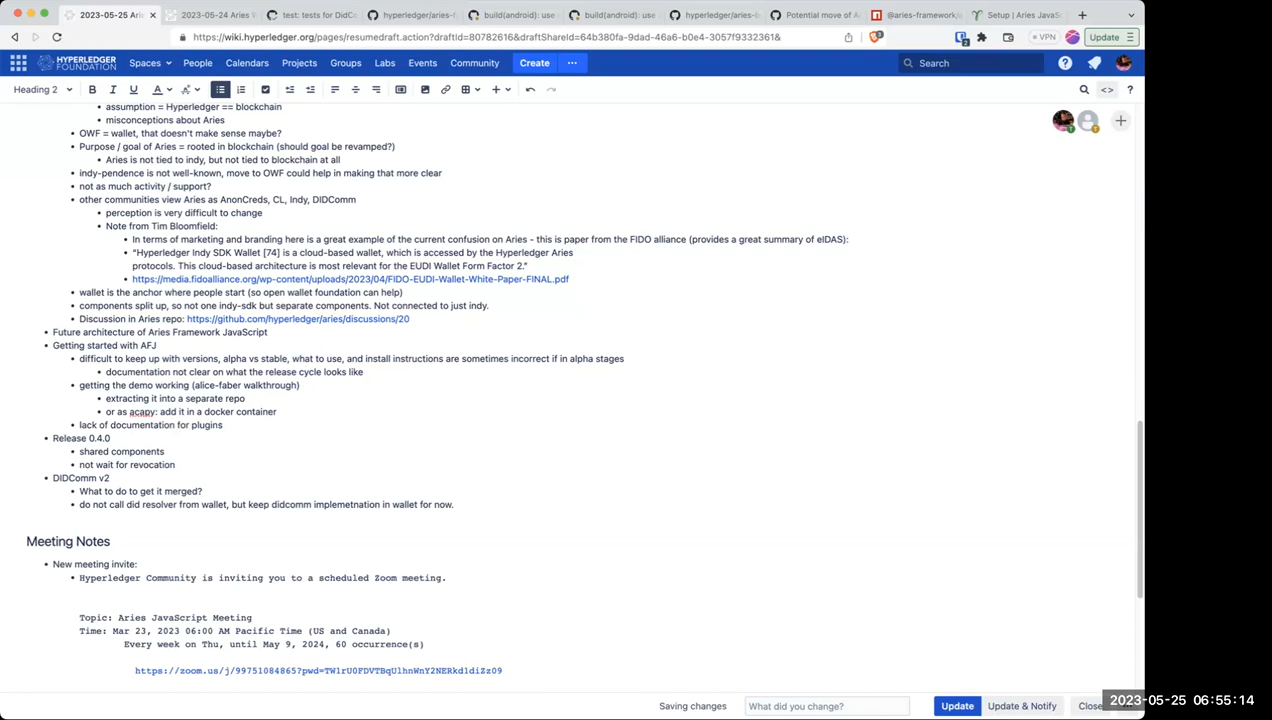 2023-05-25 Ari
2023-05-24 Aries W
test: tests for DidCo
hyperledger/aries-f
build(android): use
build(android): use
hyperledger/aries-b
Potential move of A
@aries-framework/a
Setup | Aries JavaSc
https://wiki.hyperledger.org/pages/resumedraft.action?draftId=80782616&draftShareId=64b380fa-9dad-46a6-b0e4-3057f9332361&
VPN
Update
HYPERLEDGER FOUNDATION
Spaces
People
Calendars
Projects
Groups
Labs
Events
Community
Create
Search
Heading 2
assumption = Hyperledger == blockchain
misconceptions about Aries
OWF = wallet, that doesn't make sense maybe?
Purpose / goal of Aries = rooted in blockchain (should goal be revamped?)
Aries is not tied to indy, but not tied to blockchain at all
indy-pendence is not well-known, move to OWF could help in making that more clear
not as much activity / support?
other communities view Aries as AnonCreds, CL, Indy, DIDComm
perception is very difficult to change
Note from Tim Bloomfield:
In terms of marketing and branding here is a great example of the current confusion on Aries - this is paper from the FIDO alliance (provides a great summary of eIDAS):
"Hyperledger Indy SDK Wallet [74] is a cloud-based wallet, which is accessed by the Hyperledger Aries
protocols. This cloud-based architecture is most relevant for the EUDI Wallet Form Factor 2."
https://media.fidoalliance.org/wp-content/uploads/2023/04/FIDO-EUDI-Wallet-White-Paper-FINAL.pdf
wallet is the anchor where people start (so open wallet foundation can help)
components split up, so not one indy-sdk but separate components. Not connected to just indy.
Discussion in Aries repo: https://github.com/hyperledger/aries/discussions/20
Future architecture of Aries Framework JavaScript
Getting started with AFJ
difficult to keep up with versions, alpha vs stable, what to use, and install instructions are sometimes incorrect if in alpha stages
documentation not clear on what the release cycle looks like
getting the demo working (alice-faber walkthrough)
extracting it into a separate repo
or as acapy: add it in a docker container
lack of documentation for plugins
Release 0.4.0
shared components
not wait for revocation
DIDComm v2
What to do to get it merged?
do not call did resolver from wallet, but keep didcomm implemetnation in wallet for now.
Meeting Notes
New meeting invite:
Hyperledger Community is inviting you to a scheduled Zoom meeting.
Topic: Aries JavaScript Meeting
Time: Mar 23, 2023 06:00 AM Pacific Time (US and Canada)
Every week on Thu, until May 9, 2024, 60 occurrence(s)
https://zoom.us/j/99751084865?pwd=TW1rU0FDVTBqUlhnWnY2NERkd1diZz09
Saving changes
What did you change?
Update
Update & Notify
Close
2023-05-25 06:55:14